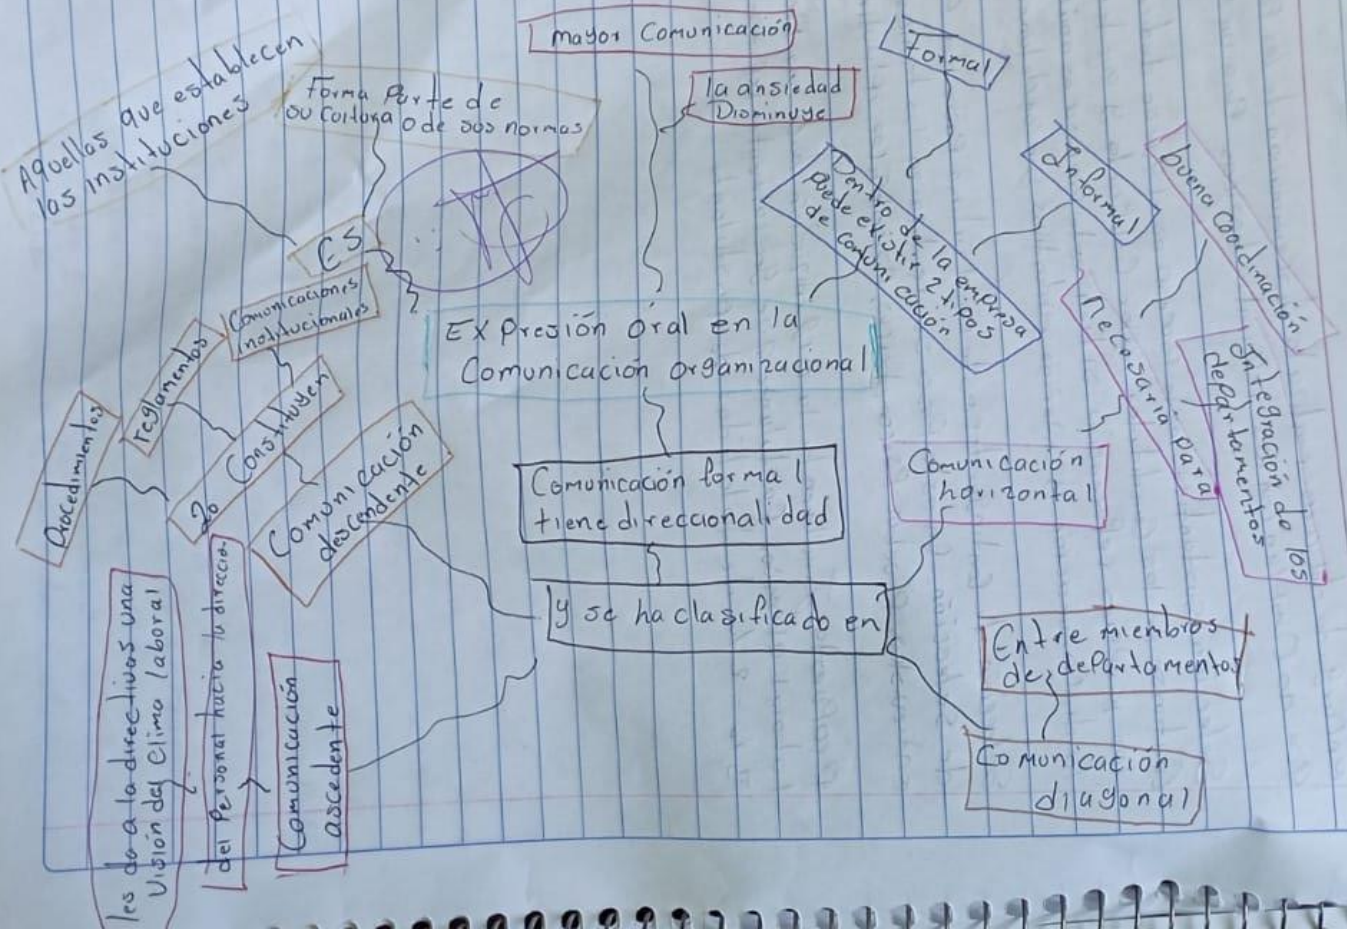 mayor Comunicación
la ansiedad
Disminuye
Formal
Informal
Dentro de la empresa
puede existir 2 tipos
de comunicación
buena coordinación
necesaria para
Integración de los
departamentos
Aquellas que establecen
las instituciones
Forma parte de
su cultura o de sus normas
ES
Comunicaciones
institucionales
reglamentos
Procedimientos
Constituyen
Expresión oral en la
Comunicación organizacional
Comunicación formal
tiene direccionalidad
y se ha clasificado en
Comunicación
descendente
Comunicación
horizontal
Entre miembros
de departamentos
Comunicación
diagonal
Comunicación
ascedente
del Personal hacia la dirección
les da a la directivas una
Visión del Clima laboral